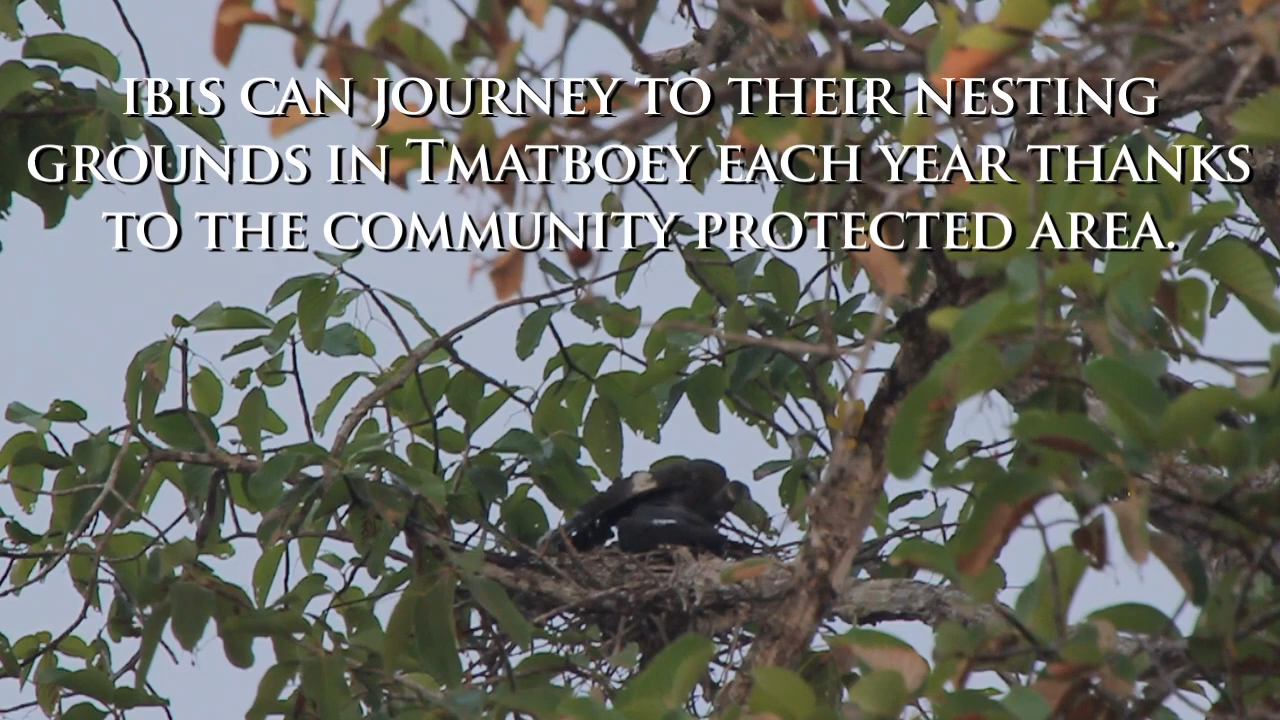 IBIS CAN JOURNEY TO THEIR NESTING
GROUNDS IN TMATBOEY EACH YEAR THANKS
TO THE COMMUNITY PROTECTED AREA.